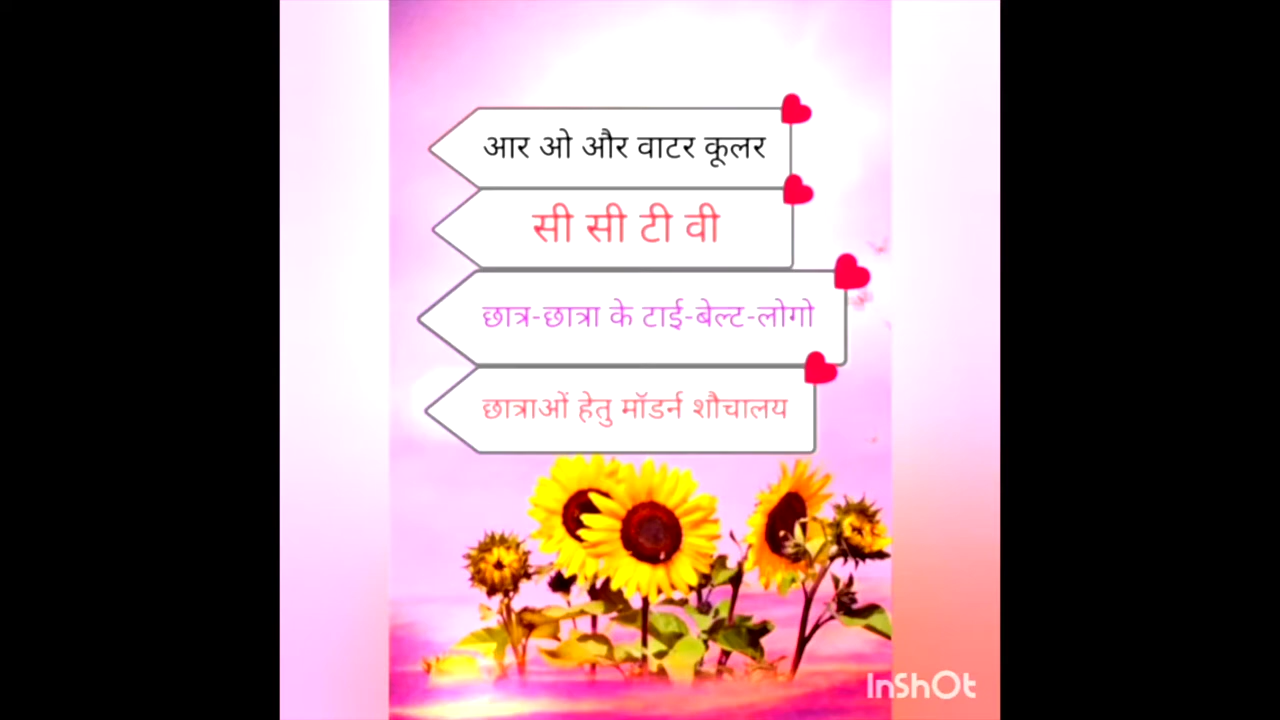 आर ओ और वाटर कूलर
सी सी टी वी
छात्र-छात्रा के टाई-बेल्ट-लोगो
छात्राओं हेतु मॉडर्न शौचालय
InShOt